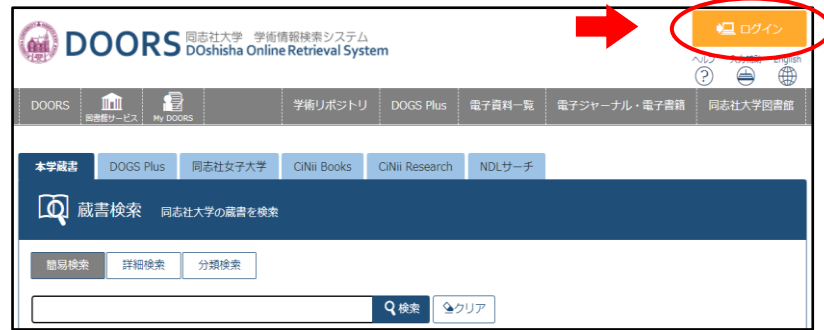 DOORS 同志社大学 学術情報検索システム
DOshisha Online Retrieval System
ログイン
ヘルプ 入力補助 English
DOORS 図書館サービス My DOORS 学術リポジトリ DOGS Plus 電子資料一覧 電子ジャーナル・電子書籍 同志社大学図書館
本学蔵書 DOGS Plus 同志社女子大学 CiNii Books CiNii Research NDLサーチ
蔵書検索 同志社大学の蔵書を検索
簡易検索 詳細検索 分類検索
検索 クリア